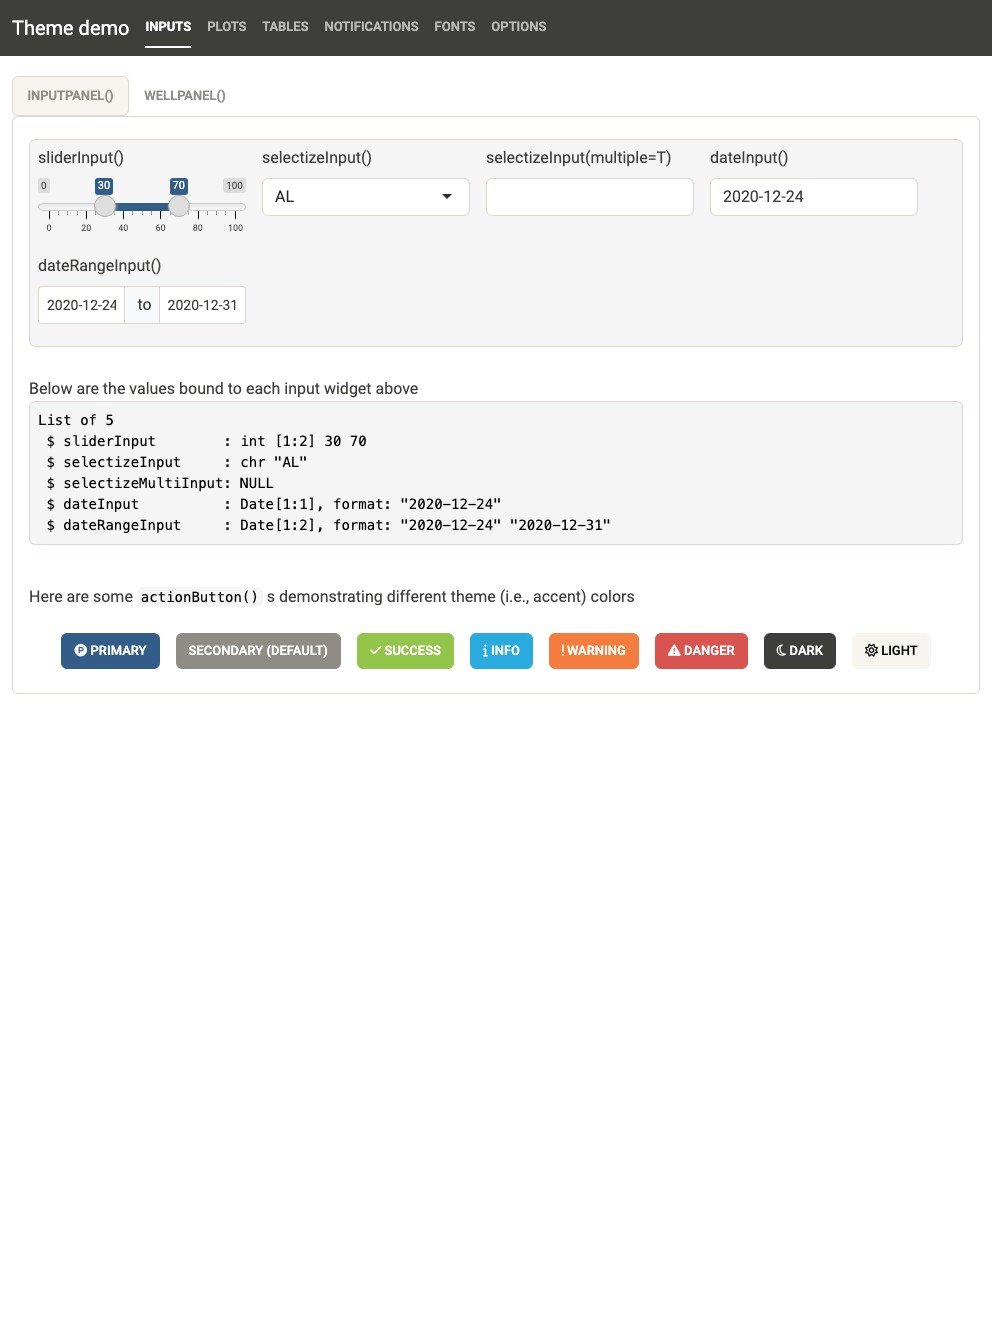 Theme demo INPUTS PLOTS TABLES NOTIFICATIONS FONTS OPTIONS
INPUTPANEL() WELLPANEL()
sliderInput() selectizeInput() selectizeInput(multiple=T) dateInput()
0 30 70 100
AL 2020-12-24
0 20 40 60 80 100
dateRangeInput()
2020-12-24 to 2020-12-31
Below are the values bound to each input widget above
List of 5
 $ sliderInput        : int [1:2] 30 70
 $ selectizeInput     : chr "AL"
 $ selectizeMultiInput: NULL
 $ dateInput          : Date[1:1], format: "2020-12-24"
 $ dateRangeInput     : Date[1:2], format: "2020-12-24" "2020-12-31"
Here are some actionButton() s demonstrating different theme (i.e., accent) colors
PRIMARY SECONDARY (DEFAULT) SUCCESS INFO WARNING DANGER DARK LIGHT